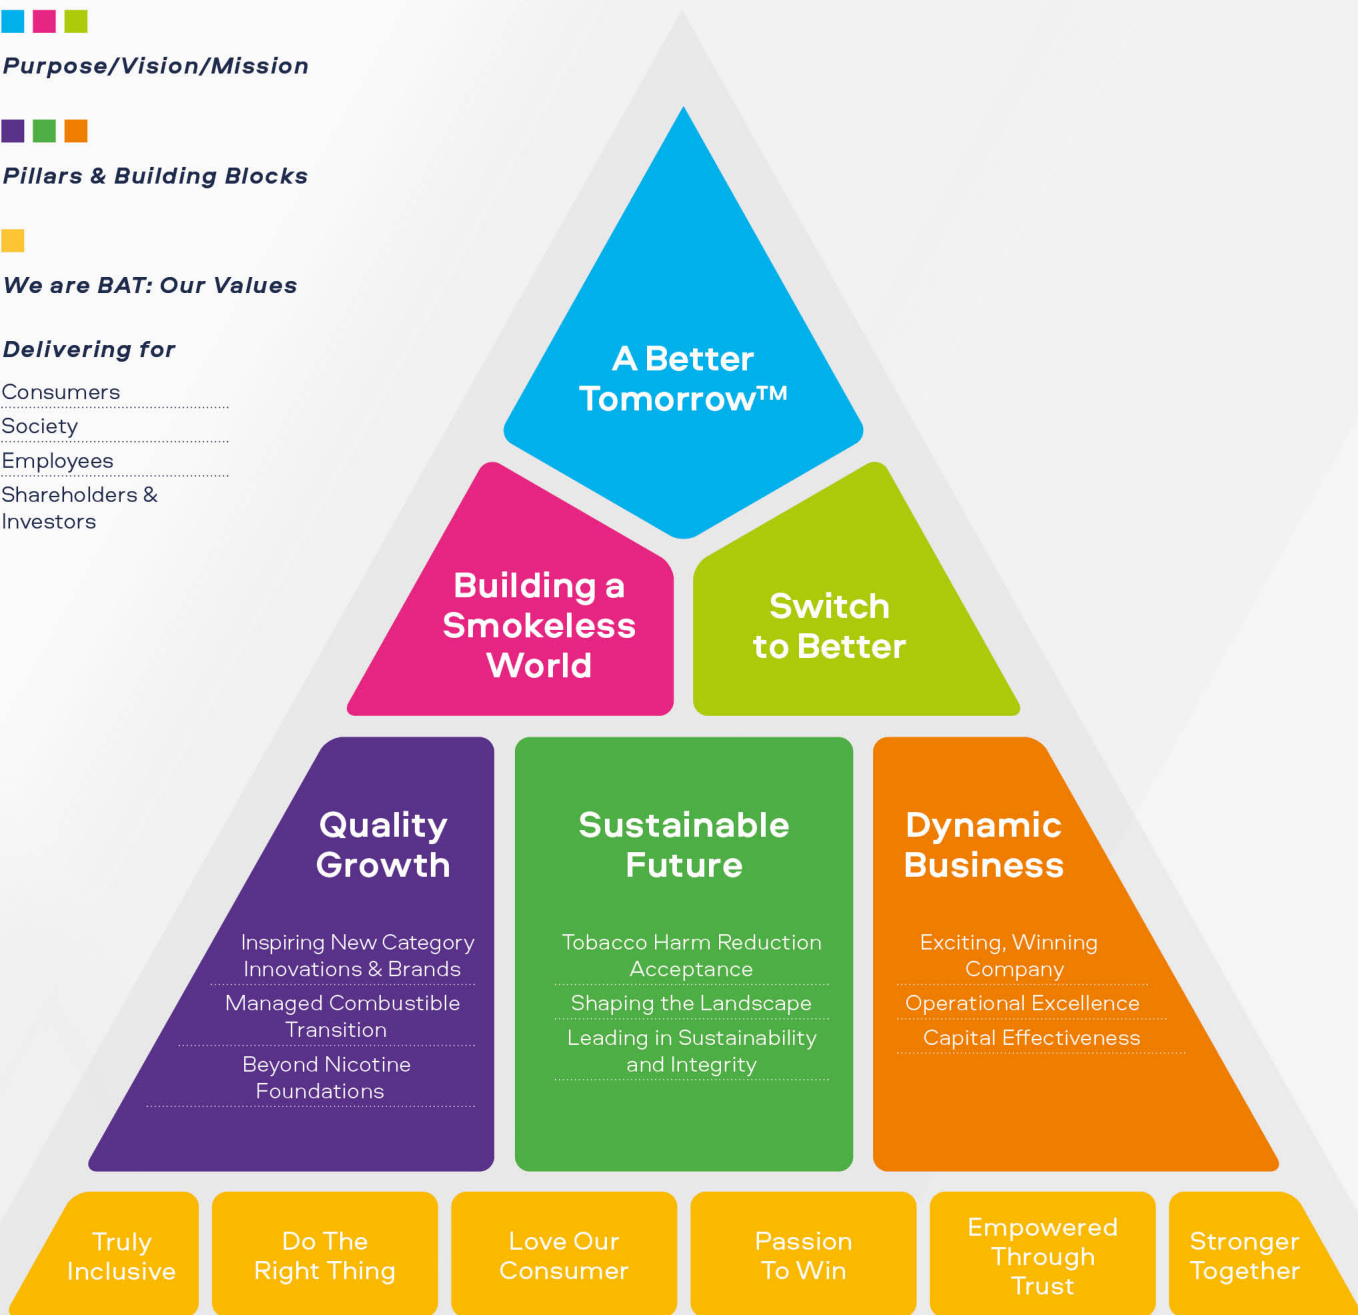 Purpose/Vision/Mission
Pillars & Building Blocks
We are BAT: Our Values
Delivering for
Consumers
Society
Employees
Shareholders &
Investors
A Better
Tomorrow™
Building a
Smokeless
World
Switch
to Better
Quality
Growth
Inspiring New Category
Innovations & Brands
Managed Combustible
Transition
Beyond Nicotine
Foundations
Sustainable
Future
Tobacco Harm Reduction
Acceptance
Shaping the Landscape
Leading in Sustainability
and Integrity
Dynamic
Business
Exciting, Winning
Company
Operational Excellence
Capital Effectiveness
Truly
Inclusive
Do The
Right Thing
Love Our
Consumer
Passion
To Win
Empowered
Through
Trust
Stronger
Together